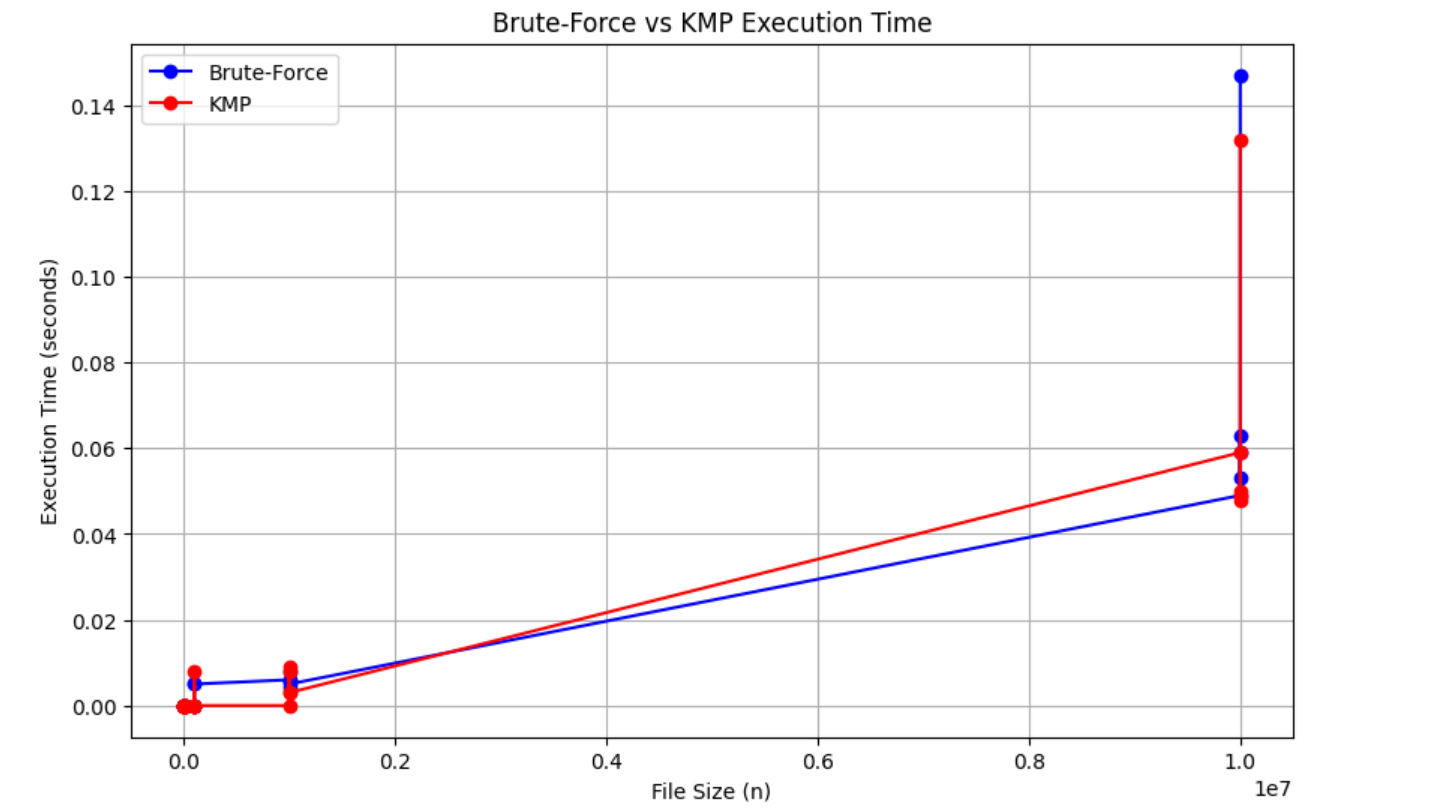 Brute-Force vs KMP Execution Time
Brute-Force
KMP
0.14
0.12
0.10
0.08
0.06
0.04
0.02
0.00
Execution Time (seconds)
0.0 0.2 0.4 0.6 0.8 1.0
1e7
File Size (n)